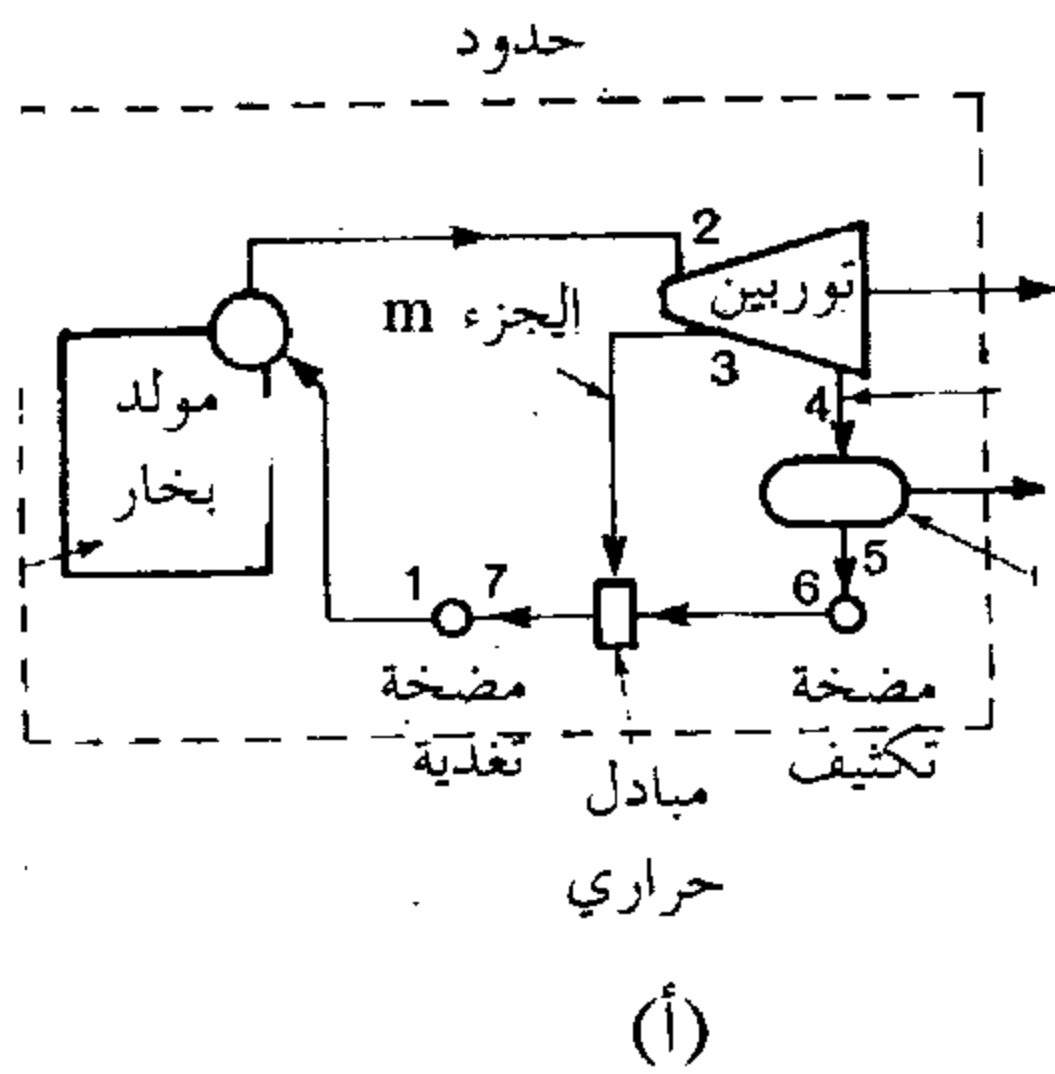 حدود
2
توربين
الجزء m
3
4
مولد
بخار
5
6
7
1
مضخة
تغذية
مضخة
تكثيف
مبادل
حراري
(أ)